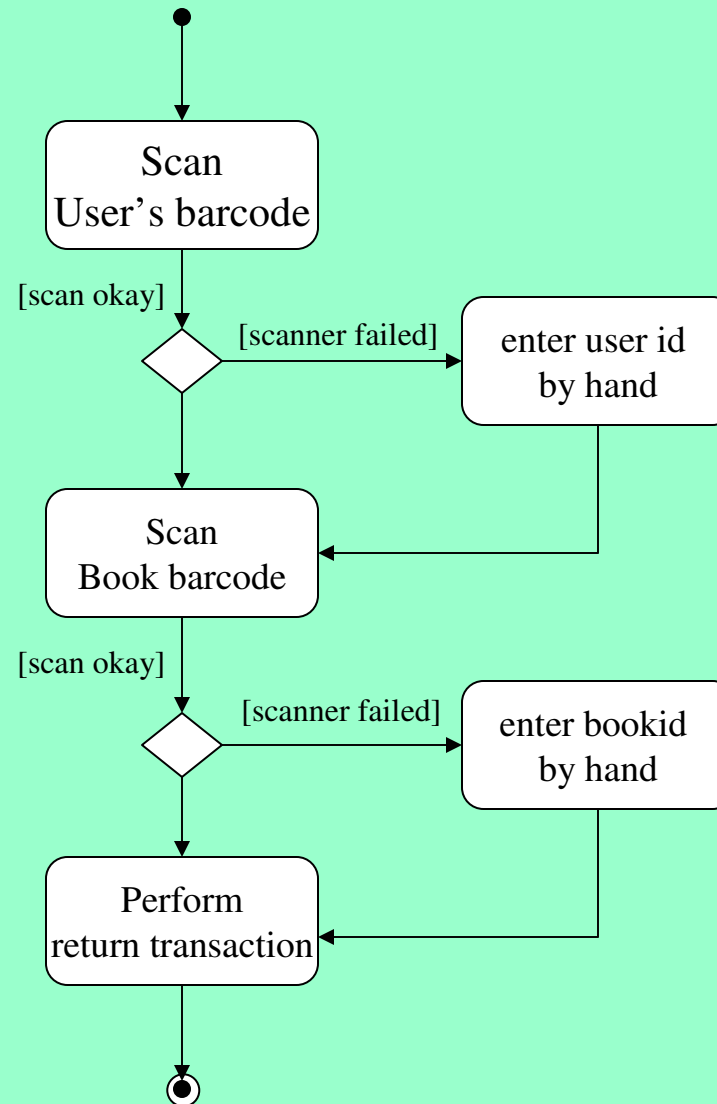 Scan
User’s barcode
[scan okay]
[scanner failed]
enter user id
by hand
Scan
Book barcode
[scan okay]
[scanner failed]
enter bookid
by hand
Perform
return transaction